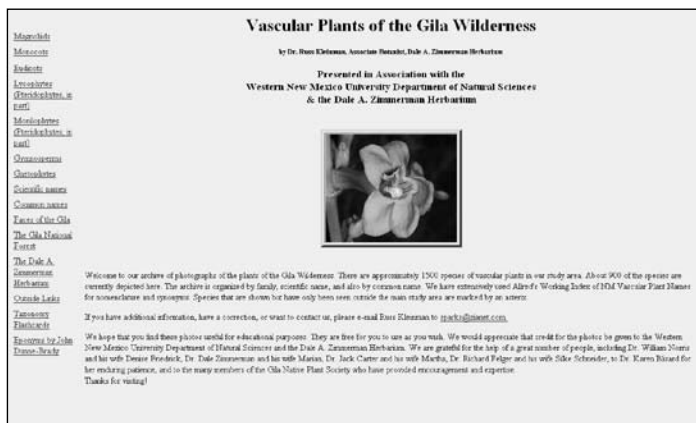 Vascular Plants of the Gila Wilderness
by Dr. Russ Kleinman, Associate Botanist, Dale A. Zimmerman Herbarium
Presented in Association with the
Western New Mexico University Department of Natural Sciences
& the Dale A. Zimmerman Herbarium
Magnoliids
Monocots
Eudicots
Lycophytes
(Pteridophytes, in
part)
Monilophytes
(Pteridophytes, in
part)
Gymnosperms
Scientific names
Common names
Faces of the Gila
The Gila National
Forest
The Dale A.
Zimmerman
Herbarium
Outside Links
Taxonomy
Flashcards
Eponyms by John
Dunne-Brady
Welcome to our archive of photographs of the plants of the Gila Wilderness. There are approximately 1500 species of vascular plants in our study area. About 900 of the species are
currently depicted here. The archive is organized by family, scientific name, and also by common name. We have extensively used Allred's Working Index of NM Vascular Plant Names
for nomenclature and synonyms. Species that are shown but have only been seen outside the main study area are marked by an asterix.
If you have additional information, have a correction, or want to contact us, please e-mail Russ Kleinman to
We hope that you find these photos useful for educational purposes. They are free for you to use as you wish. We would appreciate that credit for the photos be given to the Western
New Mexico University Department of Natural Sciences and the Dale A. Zimmerman Herbarium. We are grateful for the help of a great number of people, including Dr. William Norris
and his wife Denise Friedrick, Dr. Dale Zimmerman and his wife Marian, Dr. Jack Carter and his wife Martha, Dr. Richard Felger and his wife Silke Schneider, to Dr. Karen Blisard for
her enduring patience, and to the many members of the Gila Native Plant Society who have provided encouragement and expertise.
Thanks for visiting!